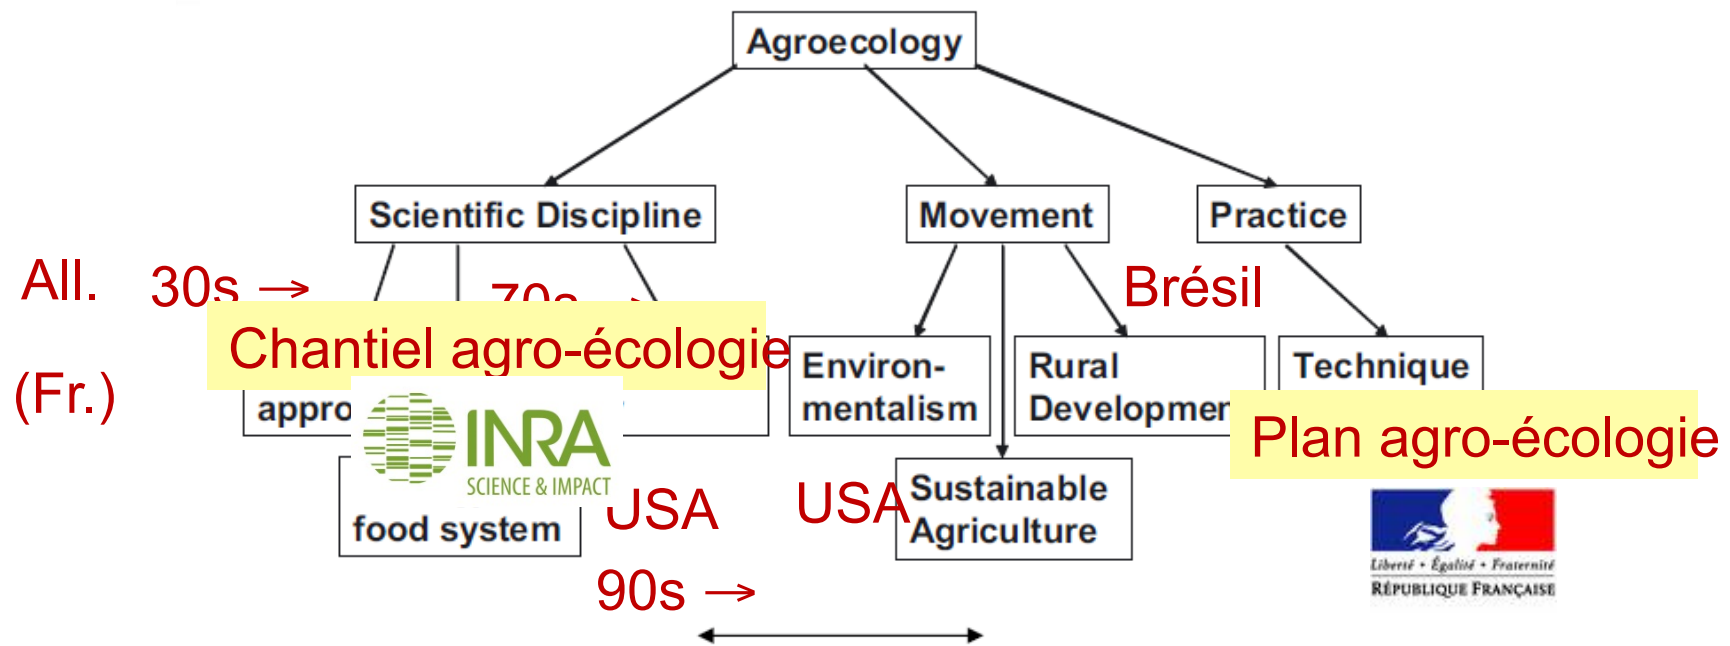 Agroecology
Scientific Discipline
Movement
Practice
All.
30s →
70s
Brésil
Chantiel agro-écologie
(Fr.)
appro
Environ-
mentalism
Rural
Developmen
Technique
Plan agro-écologie
INRA
SCIENCE & IMPACT
food system
USA
USA
Sustainable
Agriculture
90s →
Liberté • Égalité • Fraternité
RÉPUBLIQUE FRANÇAISE